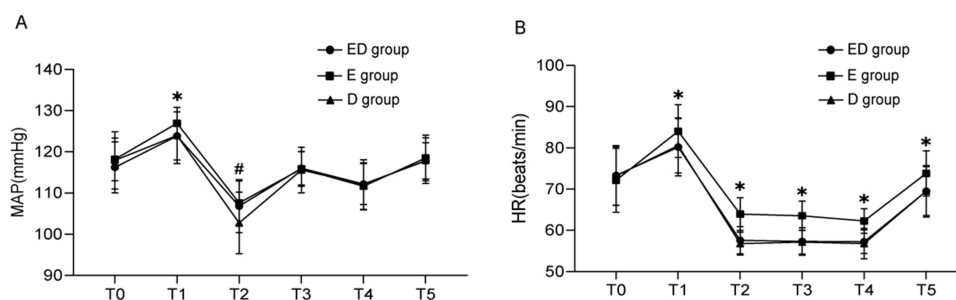 A
ED group
E group
D group
MAP(mmHg)
140
130
120
110
100
90
*
#
T0 T1 T2 T3 T4 T5
B
ED group
E group
D group
HR(beats/min)
100
90
80
70
60
50
* * * * *
T0 T1 T2 T3 T4 T5